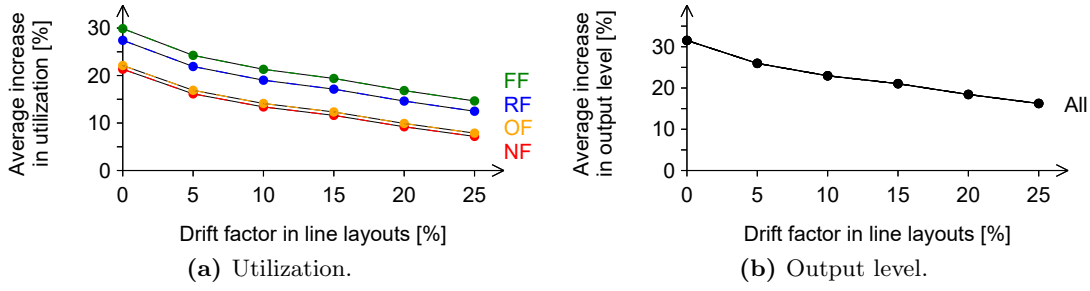 Average increase
in utilization [%]
30
20
10
0
0 5 10 15 20 25
FF
RF
OF
NF
Drift factor in line layouts [%]
(a) Utilization.
Average increase
in output level [%]
30
20
10
0
0 5 10 15 20 25
All
Drift factor in line layouts [%]
(b) Output level.